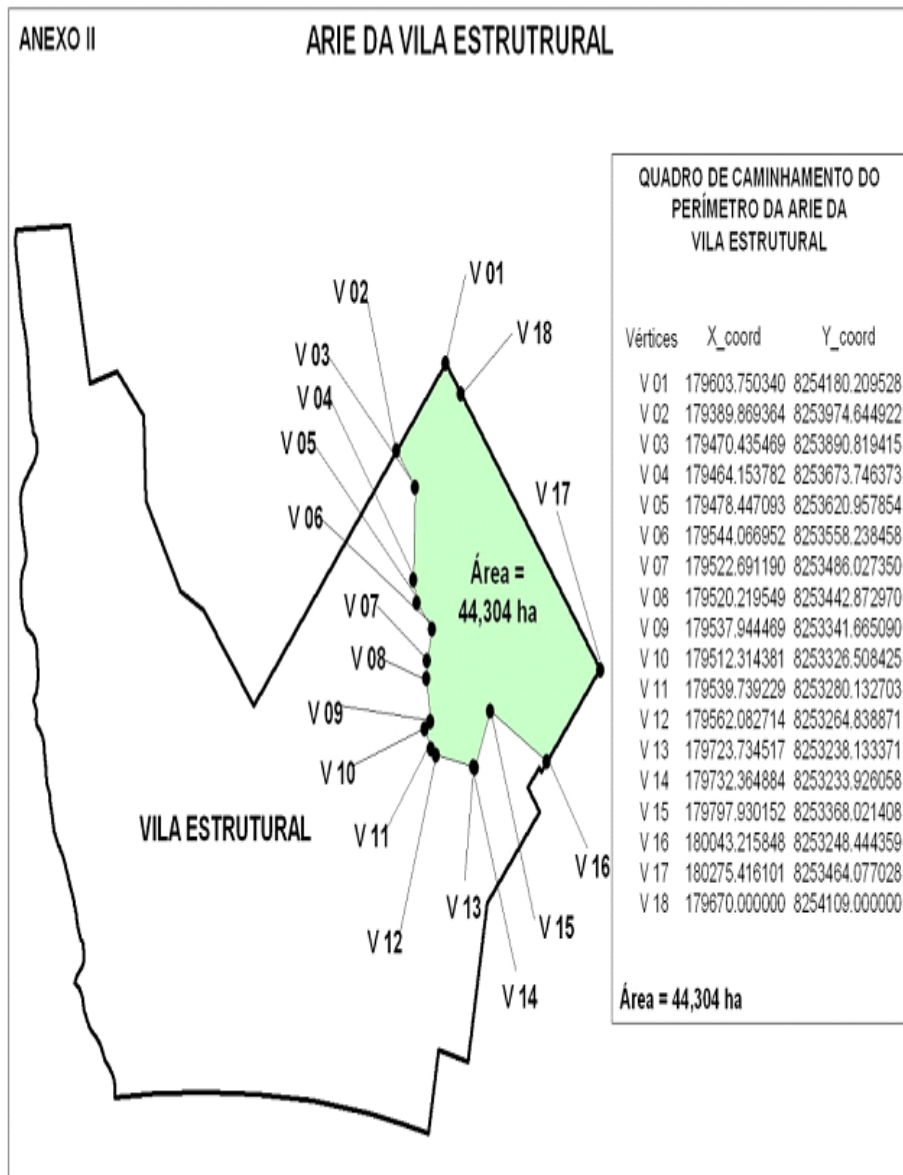 ANEXO II
ARIE DA VILA ESTRUTRURAL
V 01
V 02
V 18
V 03
V 04
V 05
V 17
V 06
Área =
44,304 ha
V 07
V 08
V 09
V 10
VILA ESTRUTURAL
V 11
V 16
V 13
V 15
V 12
V 14
QUADRO DE CAMINHAMENTO DO
PERÍMETRO DA ARIE DA
VILA ESTRUTURAL
Vértices X_coord Y_coord
V 01 179603.750340 8254180.209528
V 02 179389.869364 8253974.644922
V 03 179470.435469 8253890.819415
V 04 179464.153782 8253673.746373
V 05 179478.447093 8253620.957854
V 06 179544.066952 8253558.238458
V 07 179522.691190 8253486.027350
V 08 179520.219549 8253442.872970
V 09 179537.944469 8253341.665090
V 10 179512.314381 8253326.508425
V 11 179539.739229 8253280.132703
V 12 179562.082714 8253264.838871
V 13 179723.734517 8253238.133371
V 14 179732.364884 8253233.926058
V 15 179797.930152 8253368.021408
V 16 180043.215848 8253248.444359
V 17 180275.416101 8253464.077028
V 18 179670.000000 8254109.000000
Área = 44,304 ha